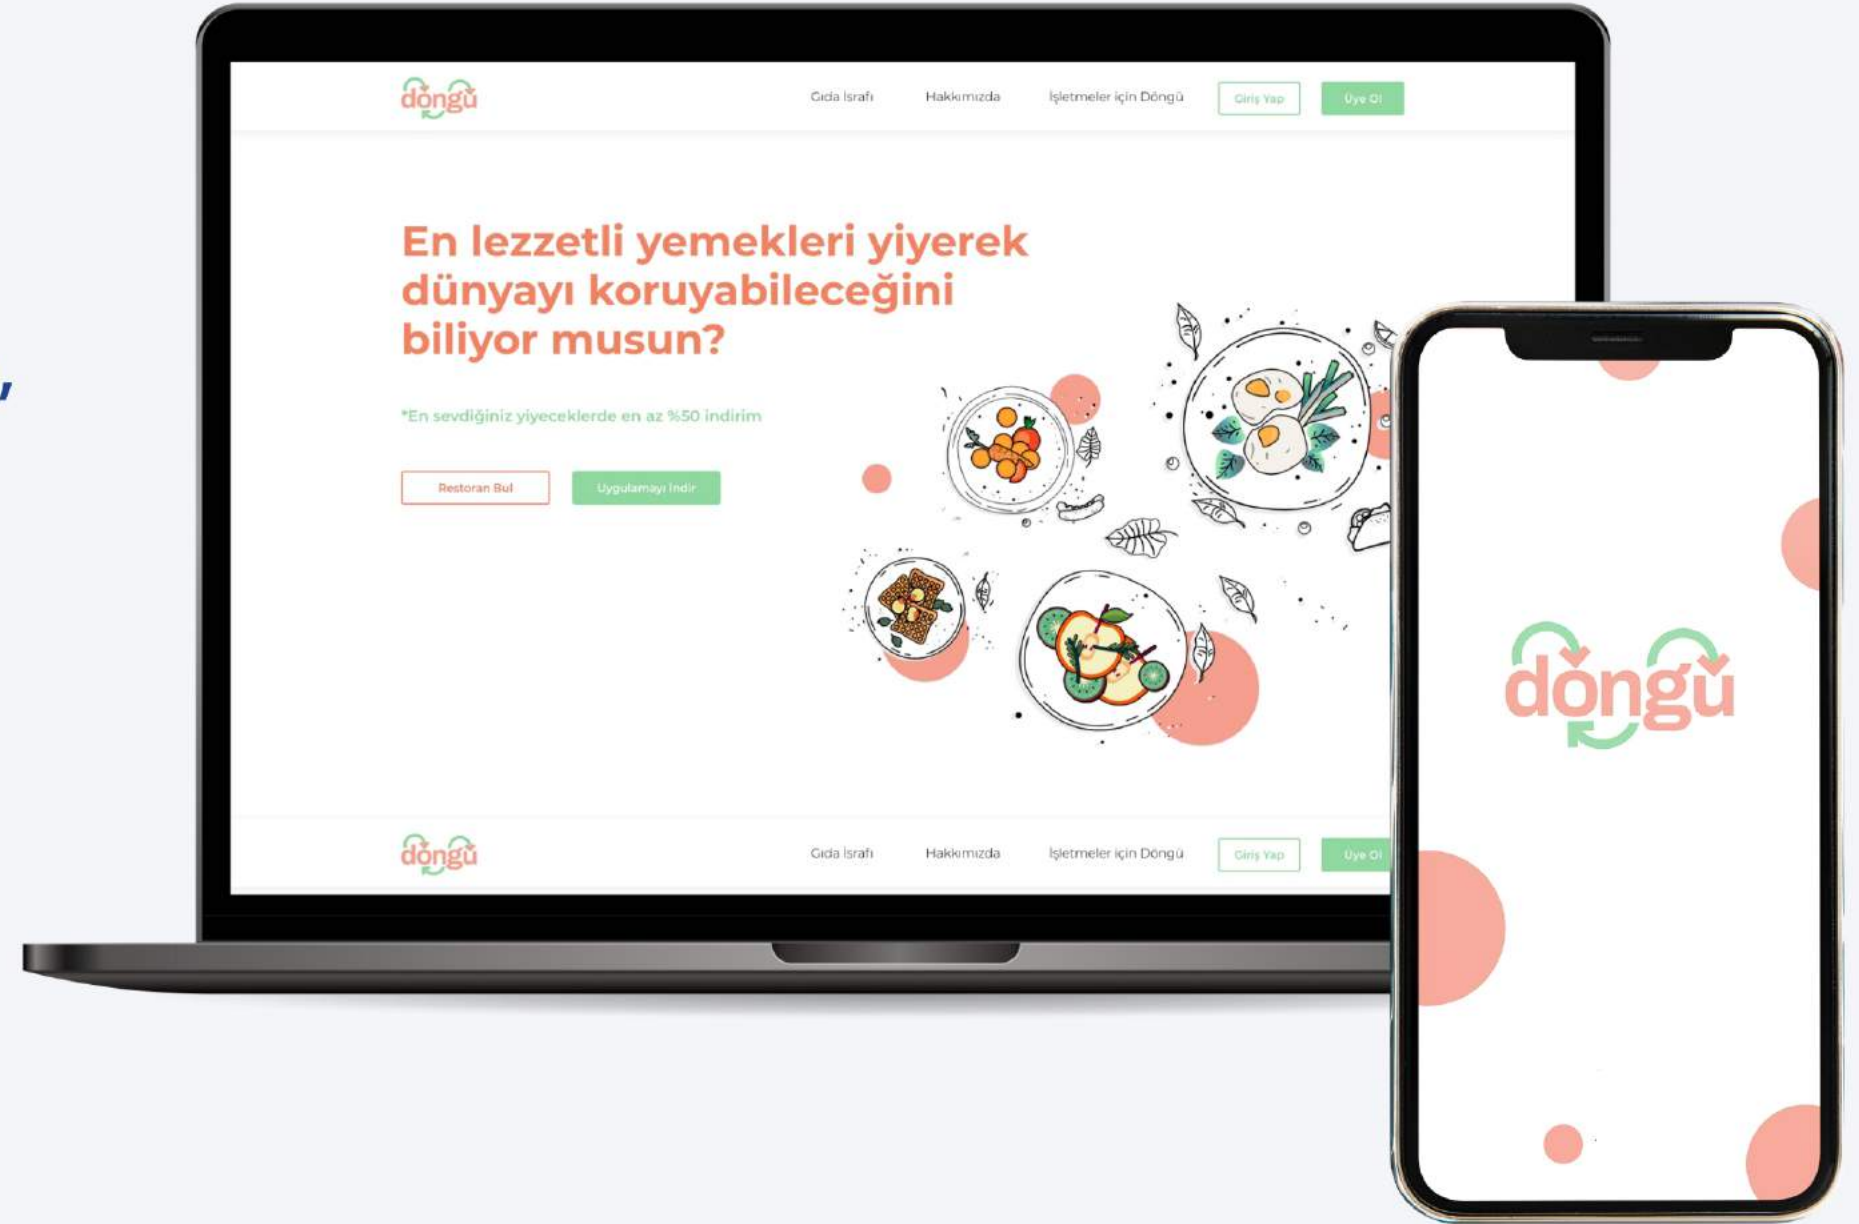 döngü
Gıda İsrafı Hakkımızda İşletmeler için Döngü Giriş Yap Üye Ol
En lezzetli yemekleri yiyerek
dünyayı koruyabileceğini
biliyor musun?
,
*En sevdiğiniz yiyeceklerde en az %50 indirim
Restoran Bul Uygulamayı İndir
döngü
döngü
Gıda İsrafı Hakkımızda İşletmeler için Döngü Giriş Yap Üye Ol